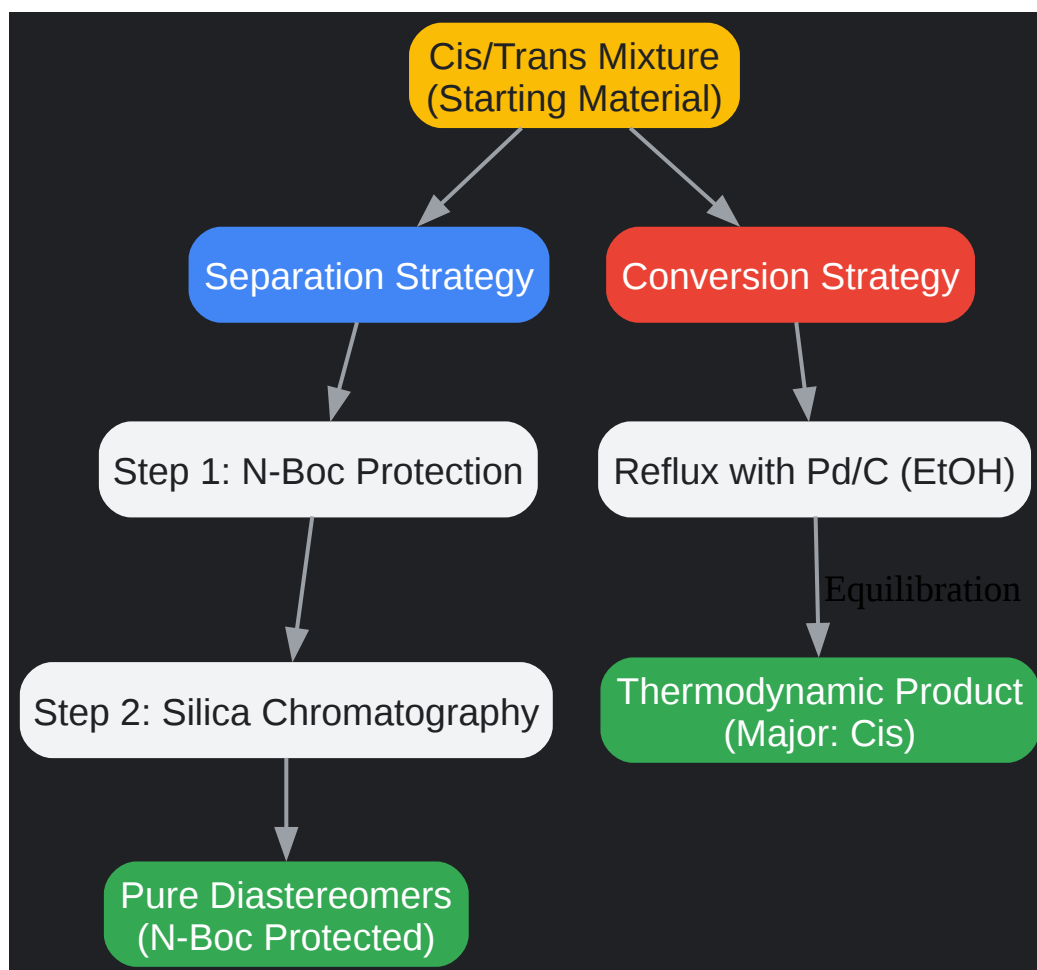 Cis/Trans Mixture
(Starting Material)
Separation Strategy
Conversion Strategy
Step 1: N-Boc Protection
Reflux with Pd/C (EtOH)
Equilibration
Step 2: Silica Chromatography
Thermodynamic Product
(Major: Cis)
Pure Diastereomers
(N-Boc Protected)